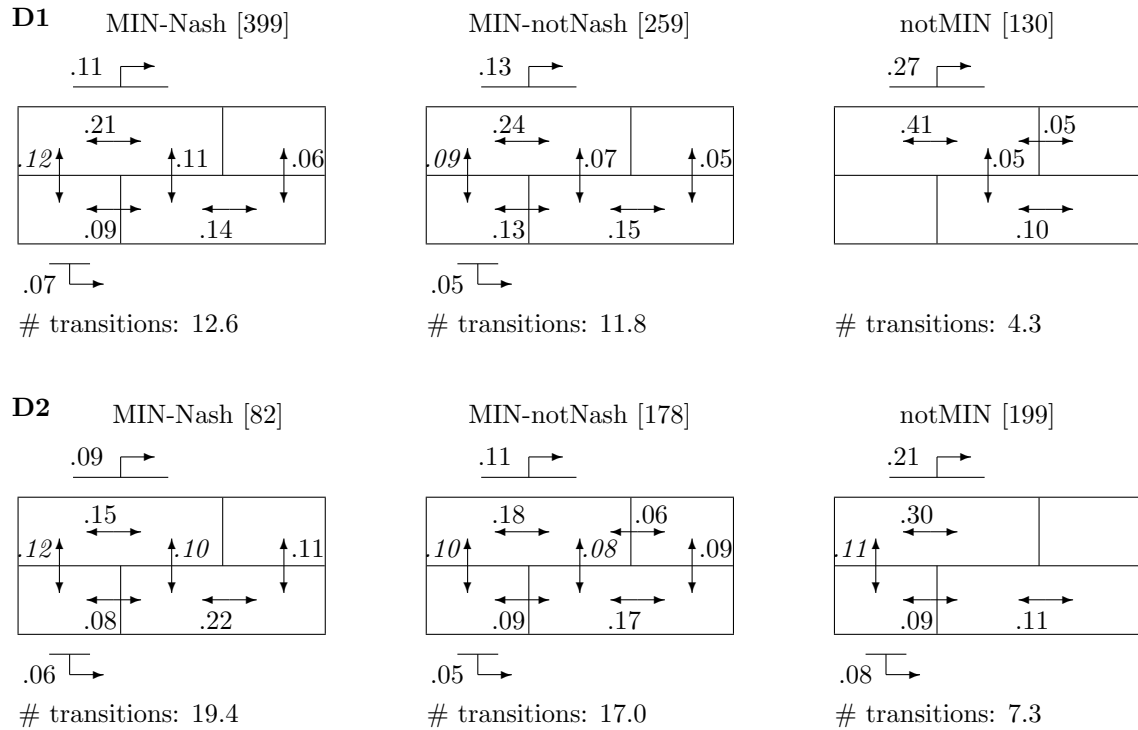 D1 MIN-Nash [399] MIN-notNash [259] notMIN [130]
.11 .13 .27
.21 .24 .41 .05
.12 .11 .06 .09 .07 .05 .05
.09 .14 .13 .15 .10
.07 .05
# transitions: 12.6 # transitions: 11.8 # transitions: 4.3
D2 MIN-Nash [82] MIN-notNash [178] notMIN [199]
.09 .11 .21
.15 .18 .06 .30
.12 .10 .11 .10 .08 .09 .11
.08 .22 .09 .17 .09 .11
.06 .05 .08
# transitions: 19.4 # transitions: 17.0 # transitions: 7.3